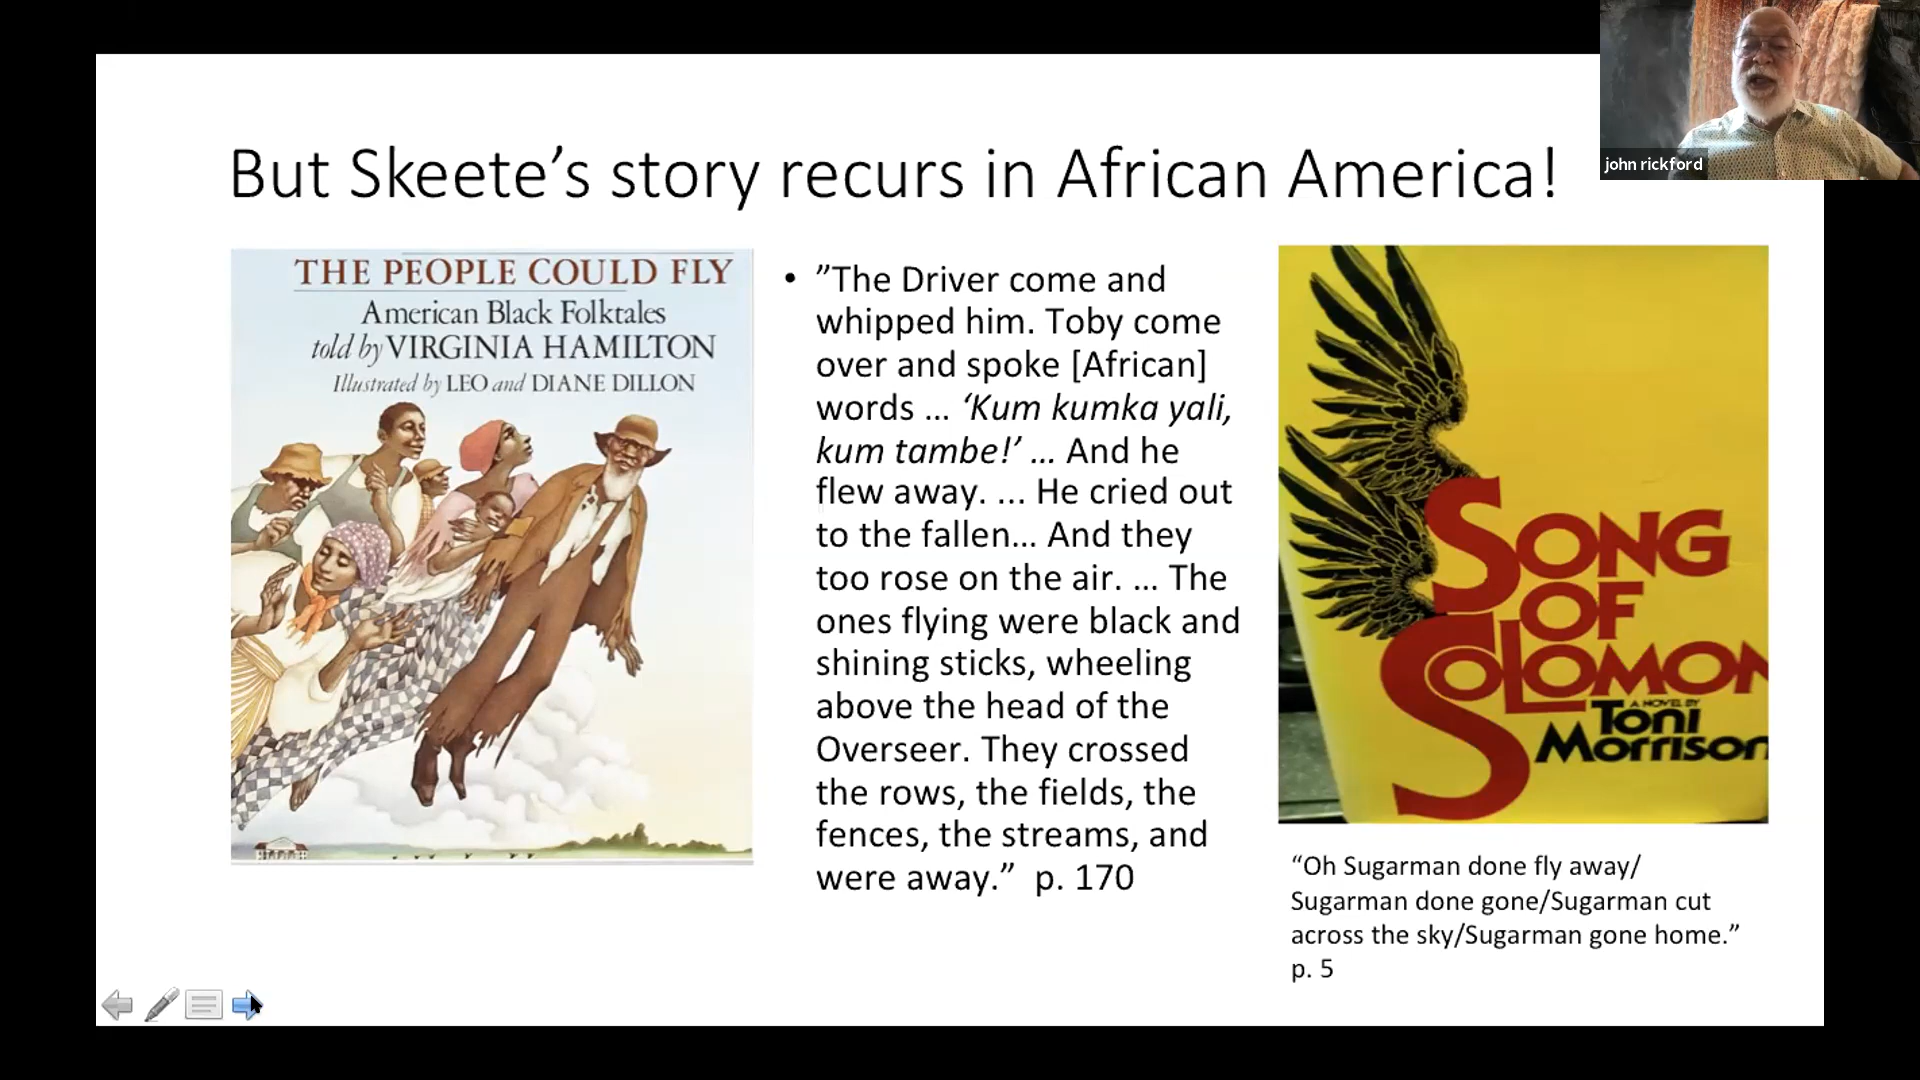 But Skeete’s story recurs in African America!
john rickford
THE PEOPLE COULD FLY
American Black Folktales
told by VIRGINIA HAMILTON
Illustrated by LEO and DIANE DILLON
• ”The Driver come and
whipped him. Toby come
over and spoke [African]
words … ‘Kum kumka yali,
kum tambe!’ … And he
flew away. ... He cried out
to the fallen… And they
too rose on the air. … The
ones flying were black and
shining sticks, wheeling
above the head of the
Overseer. They crossed
the rows, the fields, the
fences, the streams, and
were away.” p. 170
SONG
OF
SOLOMON
A NOVEL BY
Toni
Morrison
“Oh Sugarman done fly away/
Sugarman done gone/Sugarman cut
across the sky/Sugarman gone home.”
p. 5